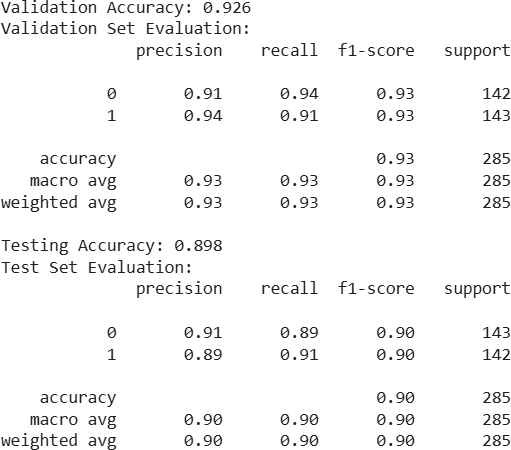 Validation Accuracy: 0.926
Validation Set Evaluation:
              precision    recall  f1-score   support

           0       0.91      0.94      0.93       142
           1       0.94      0.91      0.93       143

    accuracy                           0.93       285
   macro avg       0.93      0.93      0.93       285
weighted avg       0.93      0.93      0.93       285

Testing Accuracy: 0.898
Test Set Evaluation:
              precision    recall  f1-score   support

           0       0.91      0.89      0.90       143
           1       0.89      0.91      0.90       142

    accuracy                           0.90       285
   macro avg       0.90      0.90      0.90       285
weighted avg       0.90      0.90      0.90       285